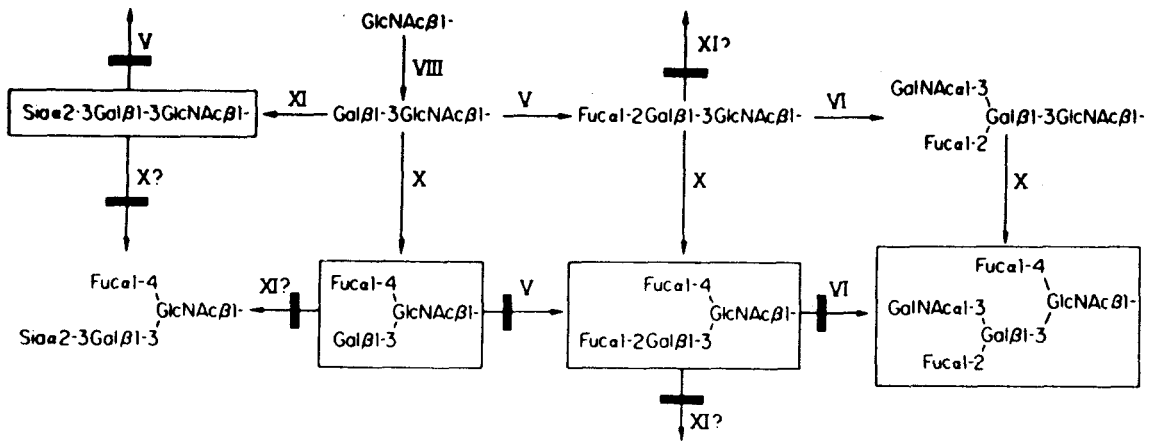 GlcNAcβ1-
V
VIII
XI?
GalNAcα1-3
Siaα2-3Galβ1-3GlcNAcβ1-
XI
Galβ1-3GlcNAcβ1-
V
Fucα1-2Galβ1-3GlcNAcβ1-
VI
Galβ1-3GlcNAcβ1-
Fucα1-2
X?
X
X
X
Fucα1-4
GlcNAcβ1-
Siaα2-3Galβ1-3
XI?
Fucα1-4
GlcNAcβ1-
Galβ1-3
V
Fucα1-4
GlcNAcβ1-
Fucα1-2Galβ1-3
VI
Fucα1-4
GlcNAcβ1-
GalNAcα1-3
Galβ1-3
Fucα1-2
XI?